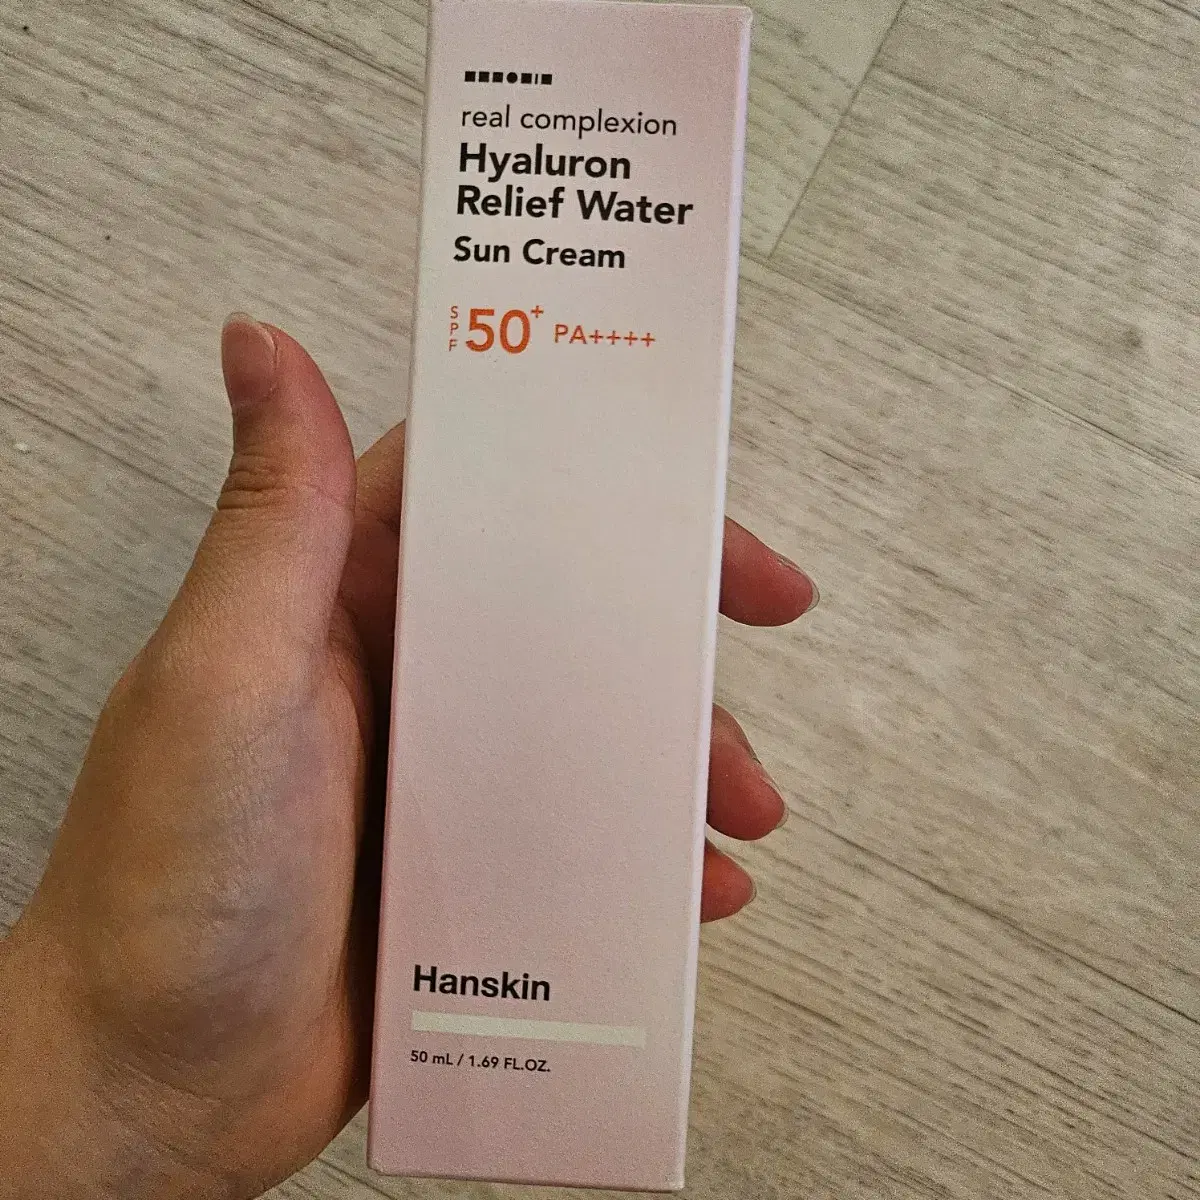 real complexion
Hyaluron
Relief Water
Sun Cream
SPF 50+ PA++++
Hanskin
50 mL / 1.69 FL.OZ.